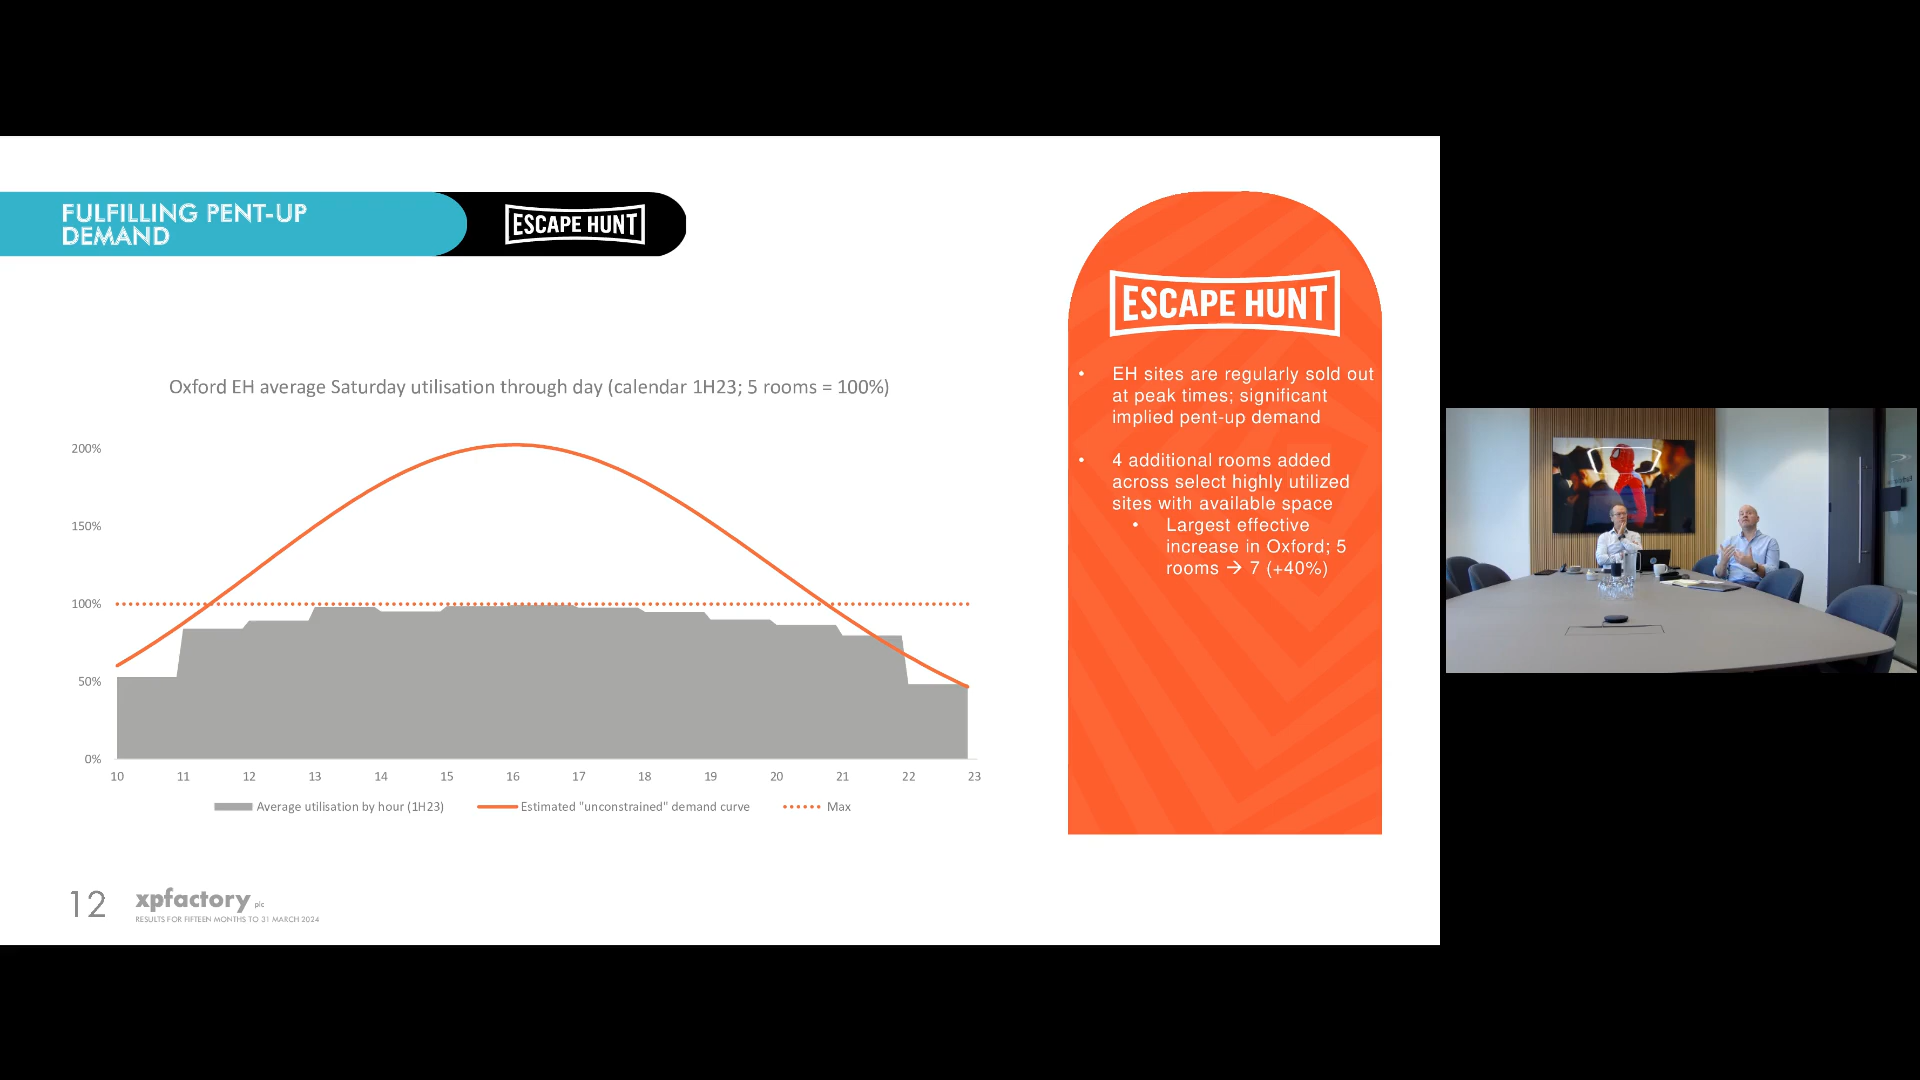 FULFILLING PENT-UP
DEMAND
ESCAPE HUNT
ESCAPE HUNT
• EH sites are regularly sold out
at peak times; significant
implied pent-up demand
• 4 additional rooms added
across select highly utilized
sites with available space
• Largest effective
increase in Oxford; 5
rooms → 7 (+40%)
Oxford EH average Saturday utilisation through day (calendar 1H23; 5 rooms = 100%)
200%
150%
100%
50%
0%
10 11 12 13 14 15 16 17 18 19 20 21 22 23
Average utilisation by hour (1H23) Estimated "unconstrained" demand curve Max
12
xpfactory plc
RESULTS FOR FIFTEEN MONTHS TO 31 MARCH 2024